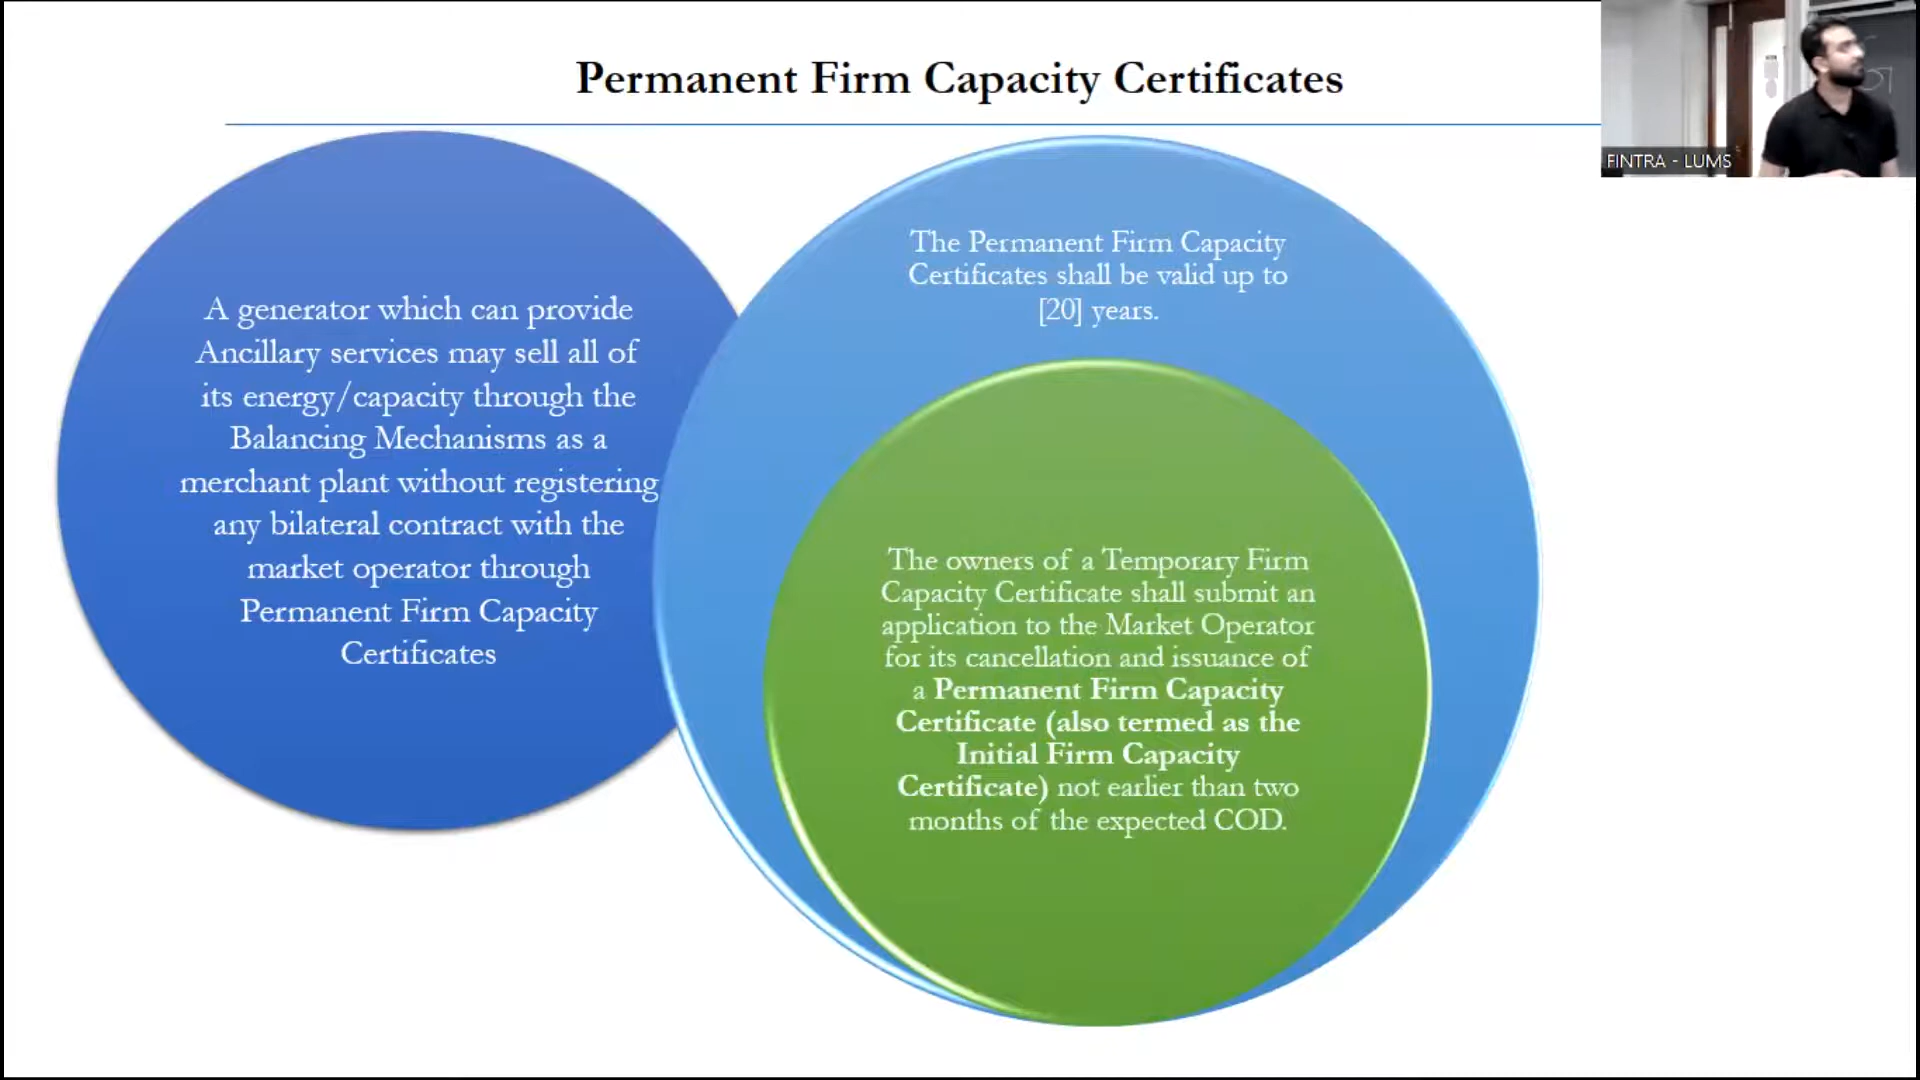 Permanent Firm Capacity Certificates
FINTRA - LUMS
A generator which can provide
Ancillary services may sell all of
its energy/capacity through the
Balancing Mechanisms as a
merchant plant without registering
any bilateral contract with the
market operator through
Permanent Firm Capacity
Certificates
The Permanent Firm Capacity
Certificates shall be valid up to
[20] years.
The owners of a Temporary Firm
Capacity Certificate shall submit an
application to the Market Operator
for its cancellation and issuance of
a Permanent Firm Capacity
Certificate (also termed as the
Initial Firm Capacity
Certificate) not earlier than two
months of the expected COD.